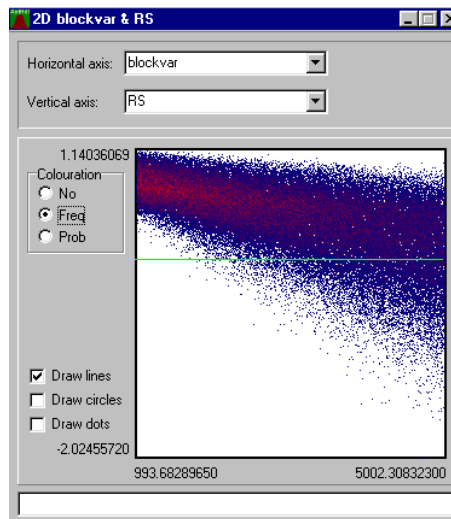 2D blockvar & RS
Horizontal axis: blockvar
Vertical axis: RS
1.14036069
Colouration
No
Freq
Prob
Draw lines
Draw circles
Draw dots
-2.02455720
993.68289650 5002.30832300